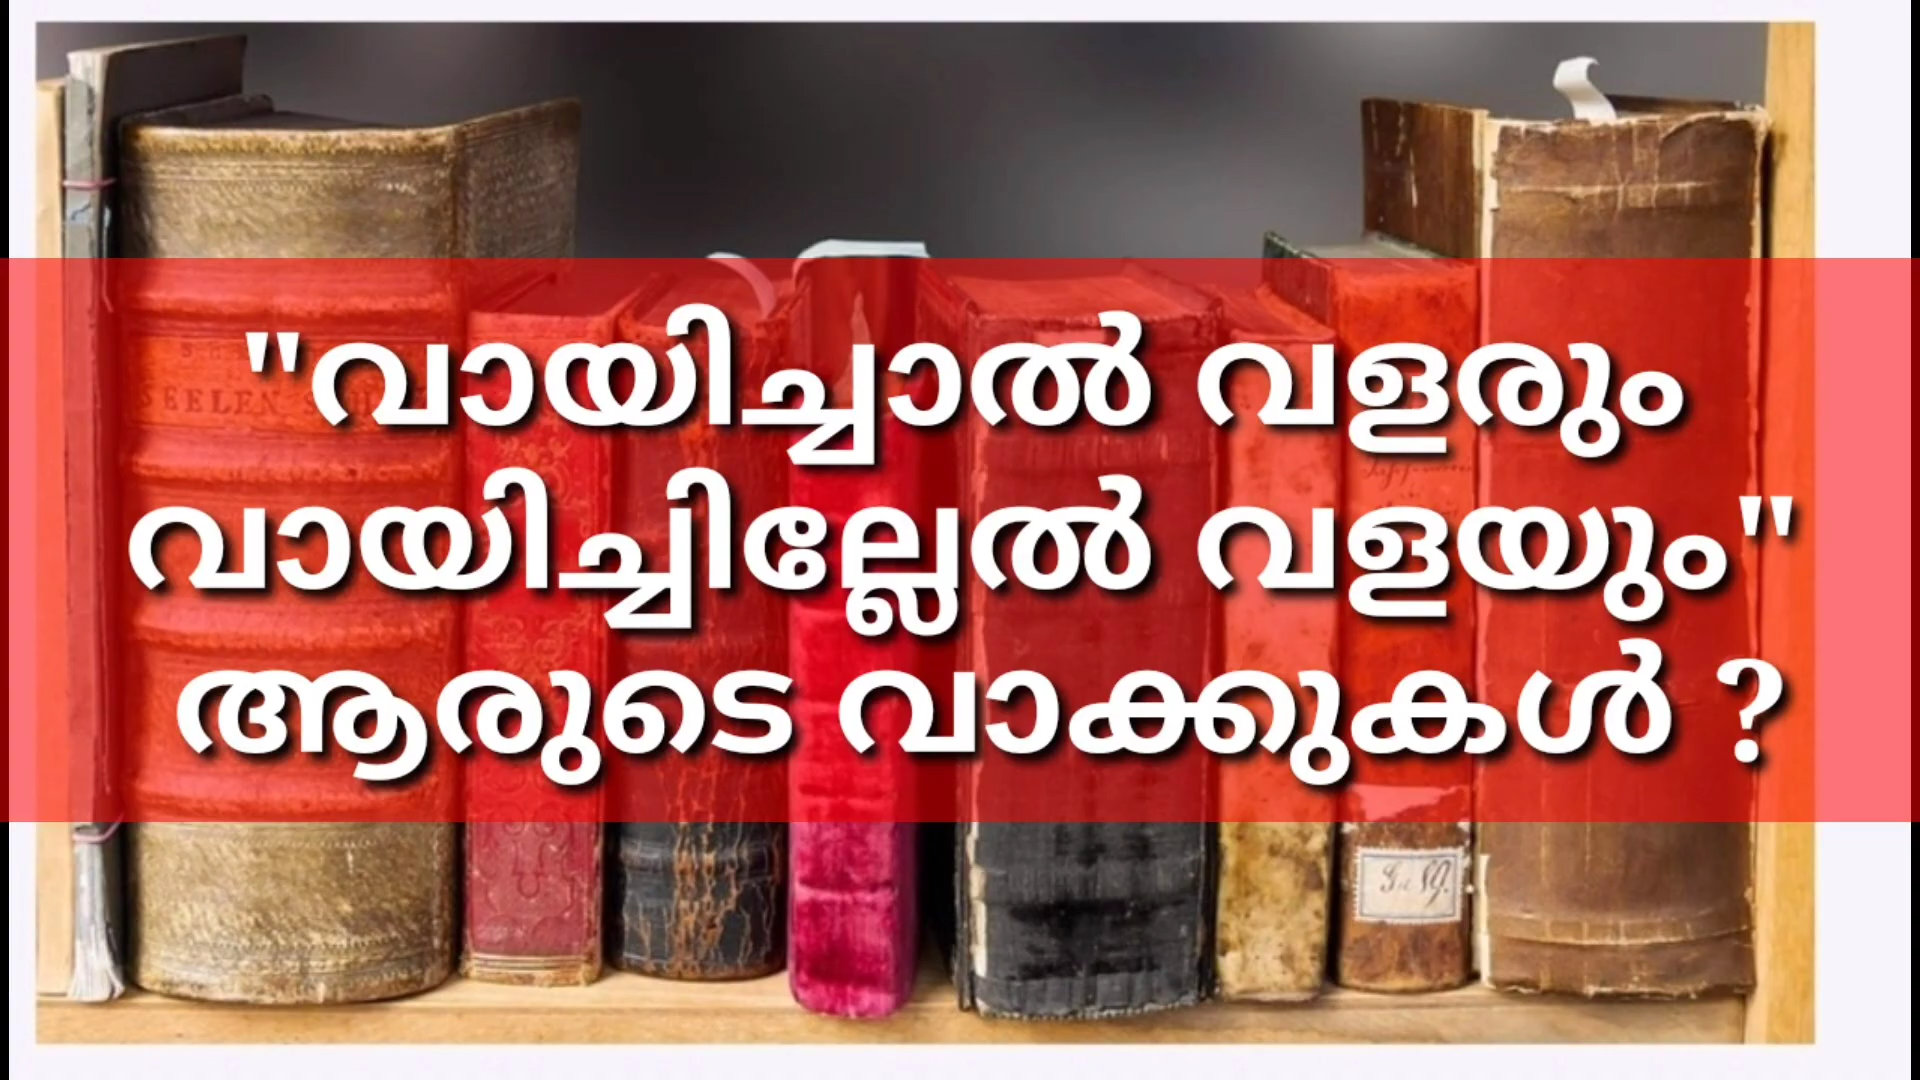 "വായിച്ചാൽ വളരും
വായിച്ചില്ലേൽ വളയും"
ആരുടെ വാക്കുകൾ ?